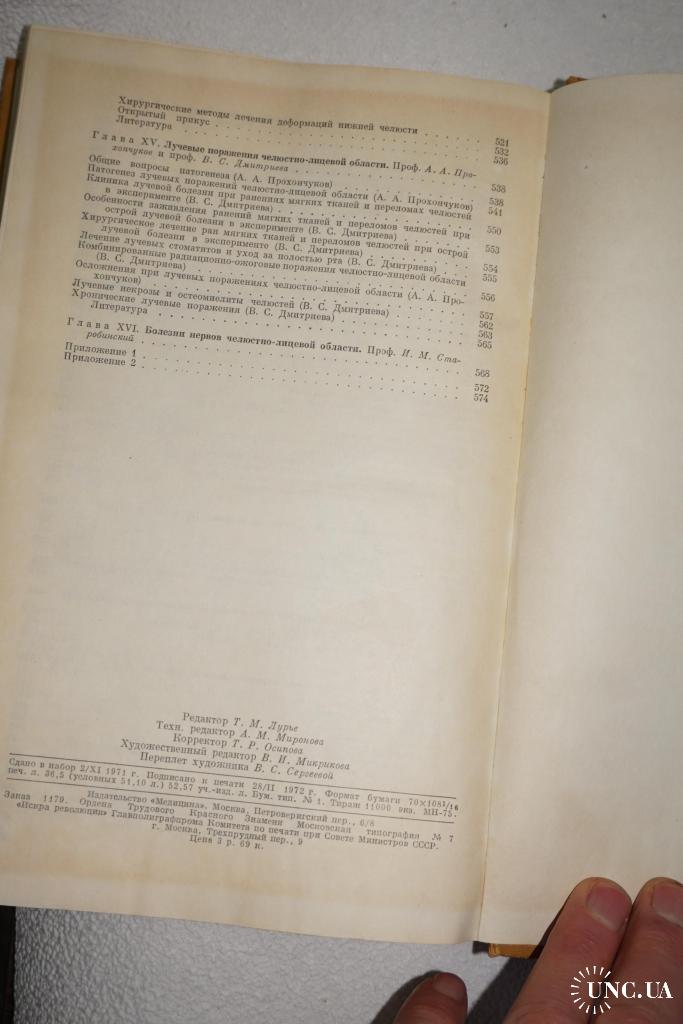 Хирургические методы лечения деформаций нижней челюсти . . . . . . 521
Открытый прикус . . . . . . . . . . . . . . . . 532
Литература . . . . . . . . . . . . . . . . 536
Глава XV. Лучевые поражения челюстно-лицевой области. Проф. А. А. Про-
хончуков и проф. В. С. Дмитриева . . . . . . . . . . 538
Общие вопросы патогенеза (А. А. Прохончуков) . . . . . . . . 538
Патогенез лучевых поражений челюстно-лицевой области (А. А. Прохончуков) 541
Клиника лучевой болезни при ранениях мягких тканей и переломах челюстей
в эксперименте (В. С. Дмитриева) . . . . . . . . . . 550
Особенности заживления ранений мягких тканей и переломов челюстей при
острой лучевой болезни в эксперименте (В. С. Дмитриева) . . . . 553
Хирургическое лечение ран мягких тканей и переломов челюстей при острой
лучевой болезни в эксперименте (В. С. Дмитриева) . . . . . . 554
Лечение лучевых стоматитов и уход за полостью рта (В. С. Дмитриева) . . 555
Комбинированные радиационно-ожоговые поражения челюстно-лицевой области
(В. С. Дмитриева) . . . . . . . . . . . . . . 556
Осложнения при лучевых поражениях челюстно-лицевой области (А. А. Про-
хончуков) . . . . . . . . . . . . . . . . 557
Лучевые некрозы и остеомиелиты челюстей (В. С. Дмитриева) . . . . 562
Хронические лучевые поражения (В. С. Дмитриева) . . . . . . . 563
Литература . . . . . . . . . . . . . . . . 565
Глава XVI. Болезни нервов челюстно-лицевой области. Проф. И. М. Ста-
робинский . . . . . . . . . . . . . . . . 568
Приложение 1 . . . . . . . . . . . . . . . . 572
Приложение 2 . . . . . . . . . . . . . . . . 574
Редактор Т. М. Лурье
Техн. редактор А. М. Миронова
Корректор Т. Р. Осипова
Художественный редактор В. И. Микрикова
Переплет художника В. С. Сергеевой
Сдано в набор 2/XI 1971 г. Подписано к печати 28/II 1972 г. Формат бумаги 70×108 1/16
печ. л. 36,5 (условных 51,10 л.) 52,57 уч.-изд. л. Бум. тип. № 1. Тираж 11000 экз. МН-75.
Издательство «Медицина». Москва, Петроверигский пер., 6/8
Заказ 1179. Ордена Трудового Красного Знамени Московская типография № 7
«Искра революции» Главполиграфпрома Комитета по печати при Совете Министров СССР.
г. Москва, Трехпрудный пер., 9
Цена 3 р. 69 к.
UNC.UA